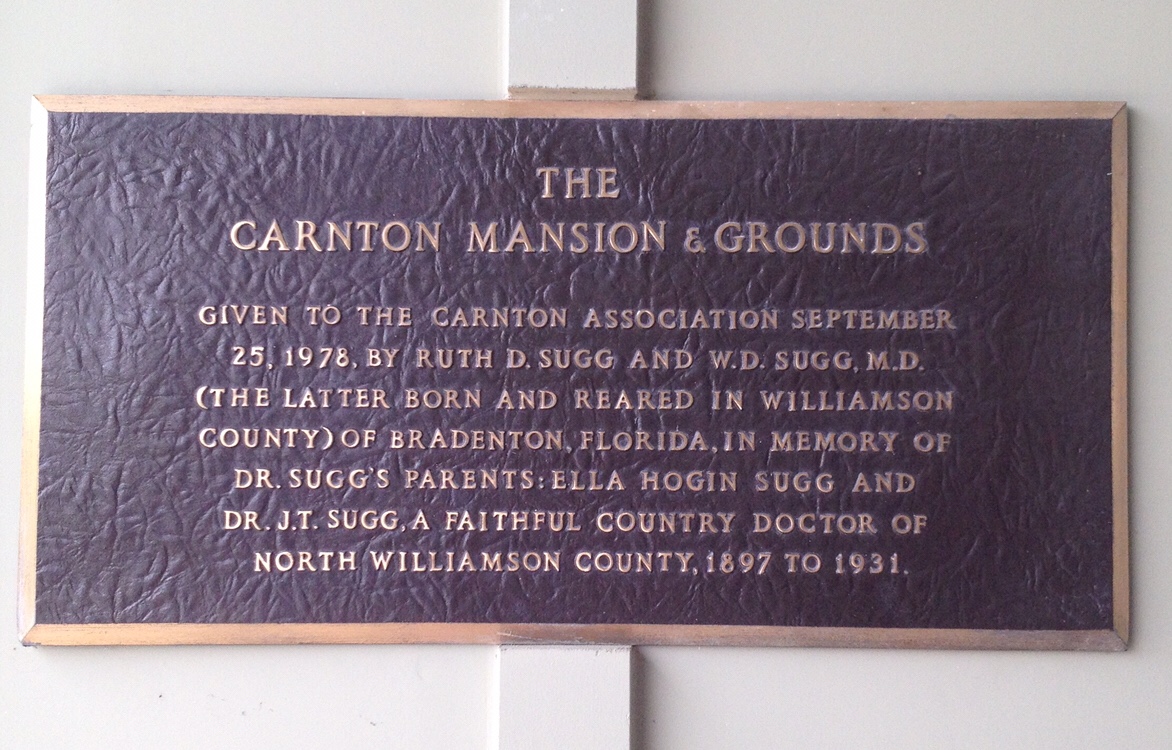 THE
CARNTON MANSION & GROUNDS
GIVEN TO THE CARNTON ASSOCIATION SEPTEMBER
25, 1978, BY RUTH D. SUGG AND W.D. SUGG, M.D.
(THE LATTER BORN AND REARED IN WILLIAMSON
COUNTY) OF BRADENTON, FLORIDA, IN MEMORY OF
DR. SUGG'S PARENTS: ELLA HOGIN SUGG AND
DR. J.T. SUGG, A FAITHFUL COUNTRY DOCTOR OF
NORTH WILLIAMSON COUNTY, 1897 TO 1931.